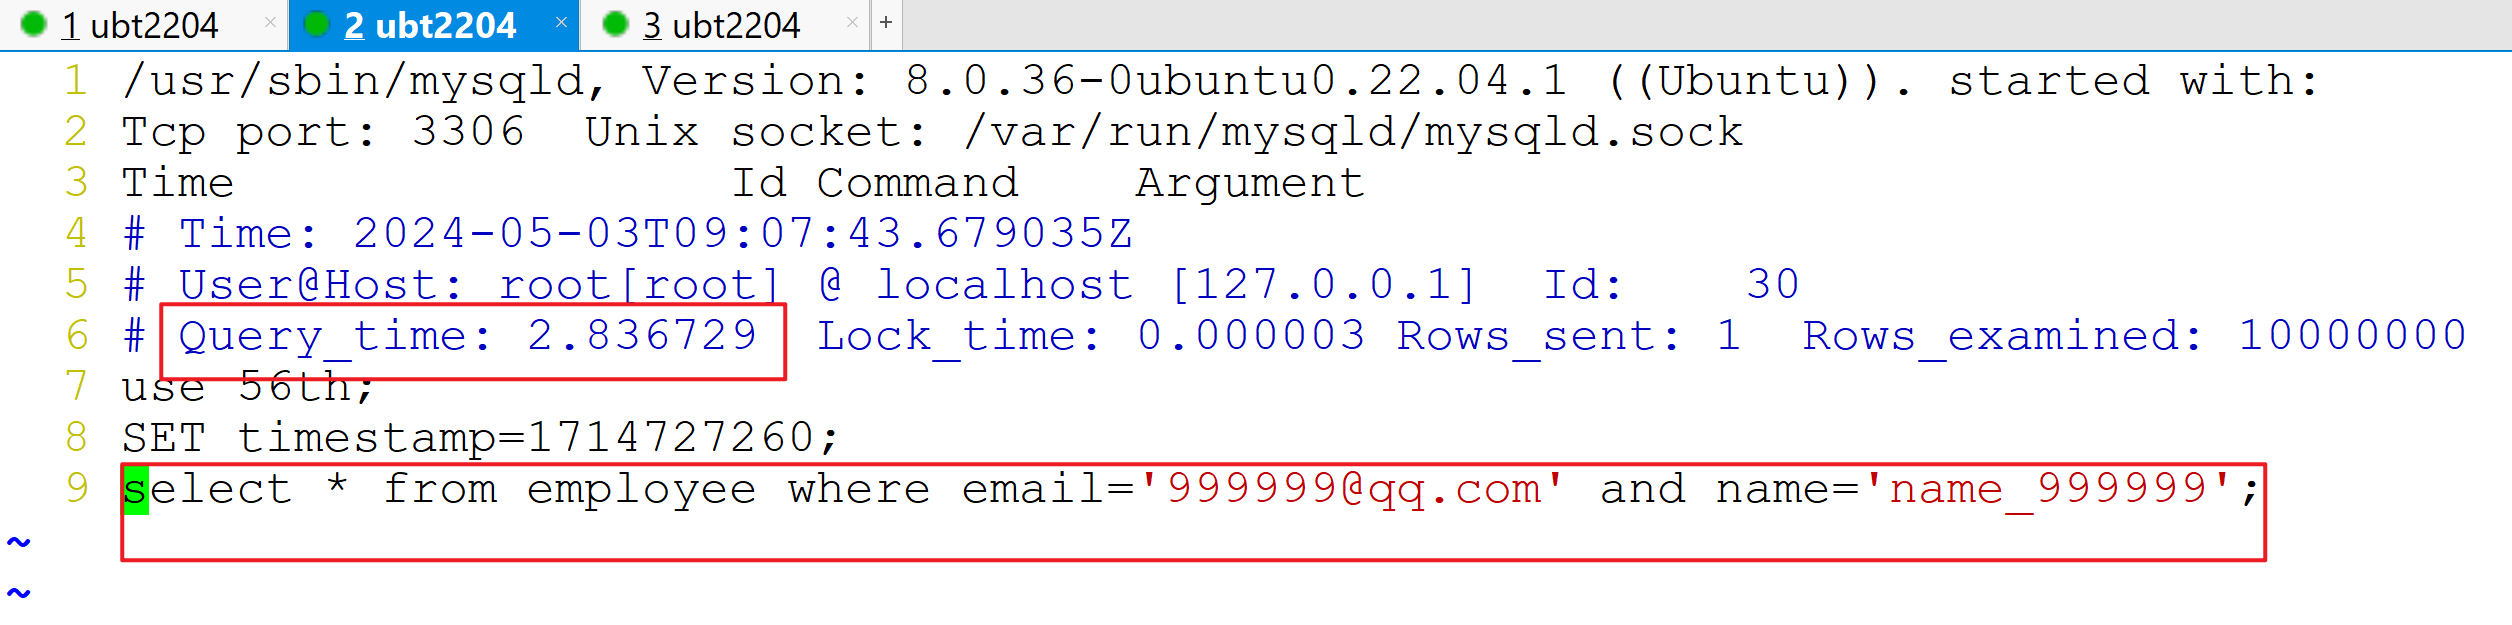 1 ubt2204 × 2 ubt2204 × 3 ubt2204 × +
1 /usr/sbin/mysqld, Version: 8.0.36-0ubuntu0.22.04.1 ((Ubuntu)). started with:
2 Tcp port: 3306  Unix socket: /var/run/mysqld/mysqld.sock
3 Time                 Id Command    Argument
4 # Time: 2024-05-03T09:07:43.679035Z
5 # User@Host: root[root] @ localhost [127.0.0.1]  Id:    30
6 # Query_time: 2.836729  Lock_time: 0.000003 Rows_sent: 1  Rows_examined: 10000000
7 use 56th;
8 SET timestamp=1714727260;
9 select * from employee where email='999999@qq.com' and name='name_999999';
~
~